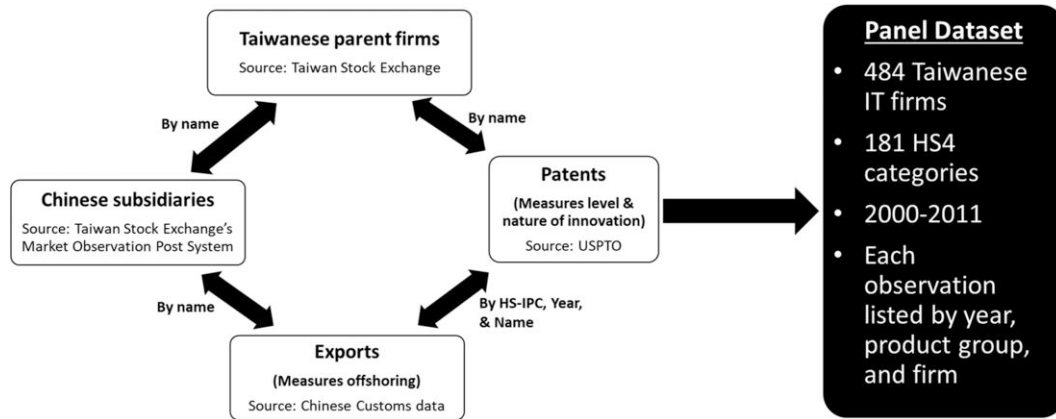 Taiwanese parent firms
Source: Taiwan Stock Exchange
By name
By name
Chinese subsidiaries
Source: Taiwan Stock Exchange's
Market Observation Post System
Patents
(Measures level &
nature of innovation)
Source: USPTO
By name
By HS-IPC, Year,
& Name
Exports
(Measures offshoring)
Source: Chinese Customs data
Panel Dataset
• 484 Taiwanese
IT firms
• 181 HS4
categories
• 2000-2011
• Each
observation
listed by year,
product group,
and firm